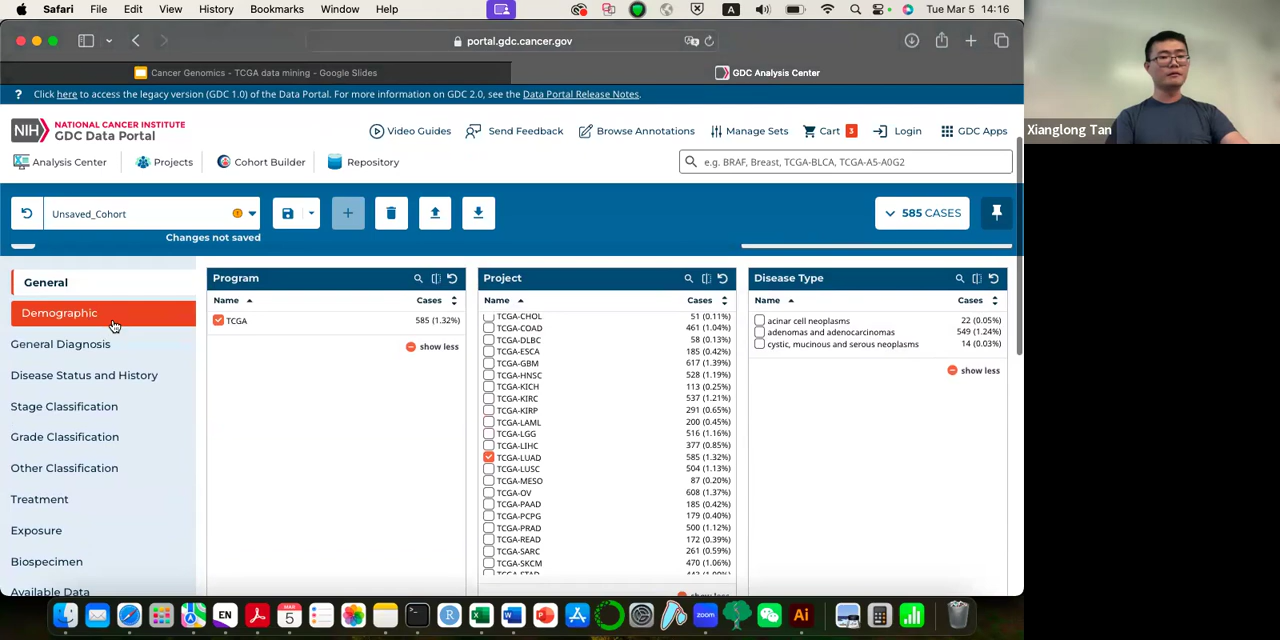 Safari File Edit View History Bookmarks Window Help A Tue Mar 5 14:16
portal.gdc.cancer.gov
Cancer Genomics - TCGA data mining - Google Slides GDC Analysis Center
? Click here to access the legacy version (GDC 1.0) of the Data Portal. For more information on GDC 2.0, see the Data Portal Release Notes.
NIH NATIONAL CANCER INSTITUTE
GDC Data Portal
Video Guides Send Feedback Browse Annotations Manage Sets Cart 3 Login GDC Apps
Analysis Center Projects Cohort Builder Repository e.g. BRAF, Breast, TCGA-BLCA, TCGA-A5-A0G2
Unsaved_Cohort 585 CASES
Changes not saved
General Program Project Disease Type
Name Cases Name Cases Name Cases
Demographic TCGA 585 (1.32%) TCGA-CHOL 51 (0.11%) acinar cell neoplasms 22 (0.05%)
TCGA-COAD 461 (1.04%) adenomas and adenocarcinomas 549 (1.24%)
General Diagnosis show less TCGA-DLBC 58 (0.13%) cystic, mucinous and serous neoplasms 14 (0.03%)
TCGA-ESCA 185 (0.42%)
TCGA-GBM 617 (1.39%) show less
Disease Status and History TCGA-HNSC 528 (1.19%)
TCGA-KICH 113 (0.25%)
Stage Classification TCGA-KIRC 537 (1.21%)
TCGA-KIRP 291 (0.65%)
TCGA-LAML 200 (0.45%)
Grade Classification TCGA-LGG 516 (1.16%)
TCGA-LIHC 377 (0.85%)
TCGA-LUAD 585 (1.32%)
Other Classification TCGA-LUSC 504 (1.13%)
TCGA-MESO 87 (0.20%)
TCGA-OV 608 (1.37%)
Treatment TCGA-PAAD 185 (0.42%)
TCGA-PCPG 179 (0.40%)
Exposure TCGA-PRAD 500 (1.12%)
TCGA-READ 172 (0.39%)
TCGA-SARC 261 (0.59%)
Biospecimen TCGA-SKCM 470 (1.06%)
Available Data show less
Xianglong Tan
MAR 5 EN R zoom Ai